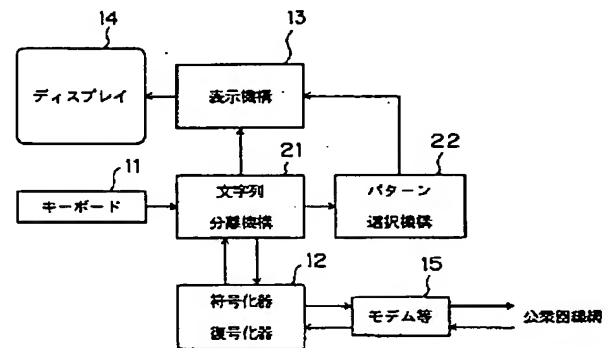 14
13
ディスプレイ
表示機構
11
21
22
キーボード
文字列
分離機構
パターン
選択機構
12
15
符号化器
復号化器
モデム等
公衆回線網